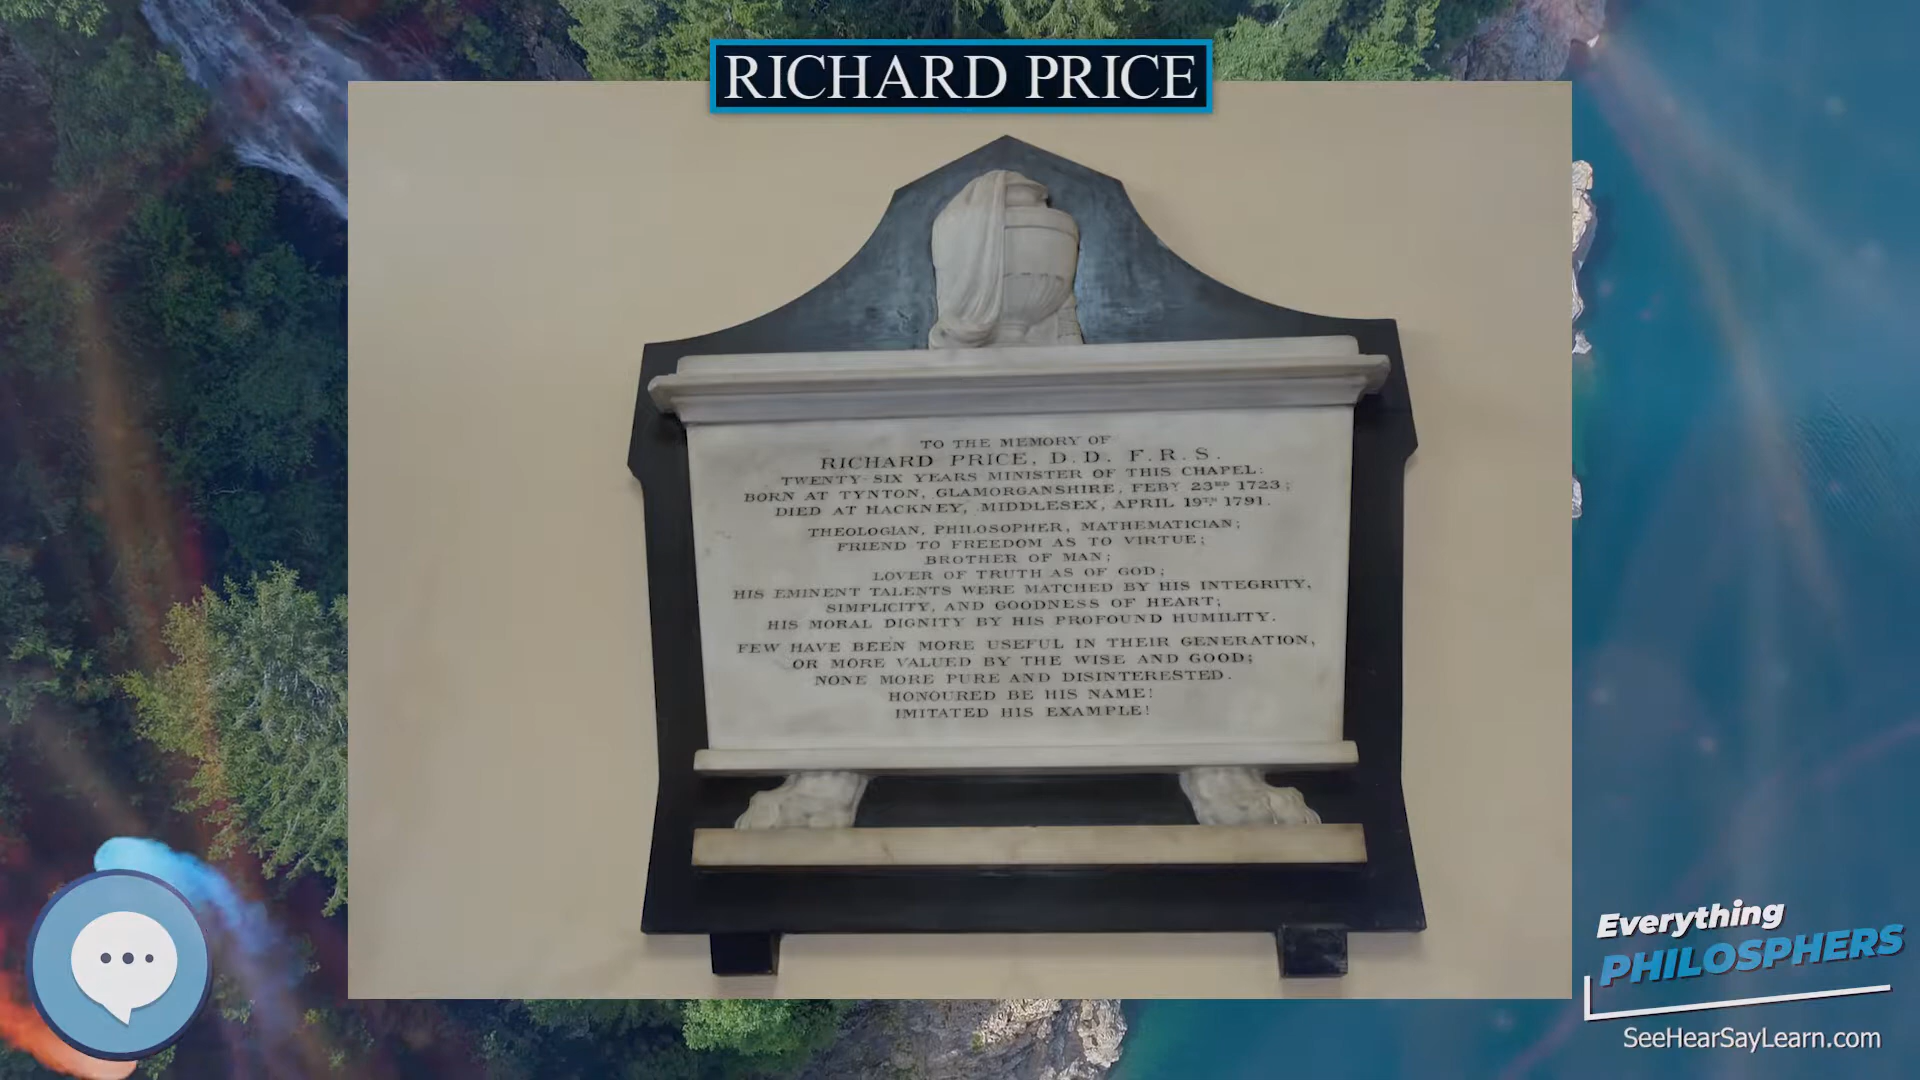 RICHARD PRICE
TO THE MEMORY OF
RICHARD PRICE, D.D. F.R.S.
TWENTY-SIX YEARS MINISTER OF THIS CHAPEL:
BORN AT TYNTON, GLAMORGANSHIRE, FEBY 23RD 1723;
DIED AT HACKNEY, MIDDLESEX, APRIL 19TH 1791.
THEOLOGIAN, PHILOSOPHER, MATHEMATICIAN;
FRIEND TO FREEDOM AS TO VIRTUE;
BROTHER OF MAN;
LOVER OF TRUTH AS OF GOD;
HIS EMINENT TALENTS WERE MATCHED BY HIS INTEGRITY,
SIMPLICITY, AND GOODNESS OF HEART;
HIS MORAL DIGNITY BY HIS PROFOUND HUMILITY.
FEW HAVE BEEN MORE USEFUL IN THEIR GENERATION,
OR MORE VALUED BY THE WISE AND GOOD;
NONE MORE PURE AND DISINTERESTED.
HONOURED BE HIS NAME!
IMITATED HIS EXAMPLE!
Everything
PHILOSPHERS
SeeHearSayLearn.com